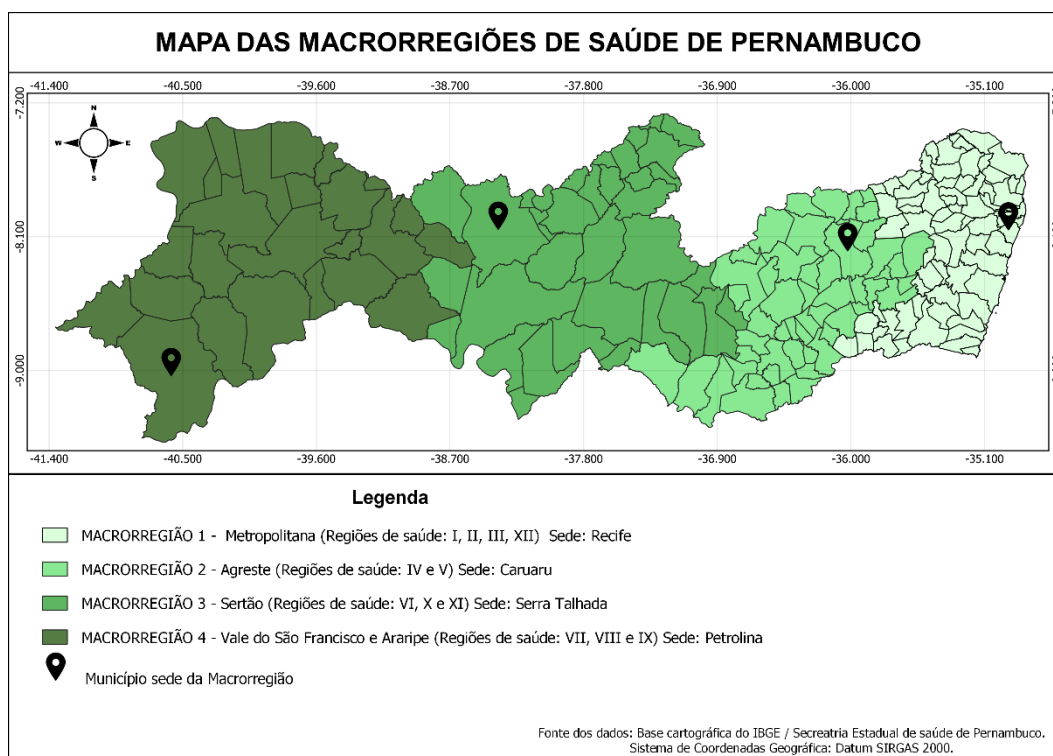 MAPA DAS MACRORREGIÕES DE SAÚDE DE PERNAMBUCO
-41.400 -40.500 -39.600 -38.700 -37.800 -36.900 -36.000 -35.100
-7.200
N
W E
S
-8.100
-9.000
-41.400 -40.500 -39.600 -38.700 -37.800 -36.900 -36.000 -35.100
Legenda
MACRORREGIÃO 1 - Metropolitana (Regiões de saúde: I, II, III, XII) Sede: Recife
MACRORREGIÃO 2 - Agreste (Regiões de saúde: IV e V) Sede: Caruaru
MACRORREGIÃO 3 - Sertão (Regiões de saúde: VI, X e XI) Sede: Serra Talhada
MACRORREGIÃO 4 - Vale do São Francisco e Araripe (Regiões de saúde: VII, VIII e IX) Sede: Petrolina
Município sede da Macrorregião
Fonte dos dados: Base cartográfica do IBGE / Secreatria Estadual de saúde de Pernambuco.
Sistema de Coordenadas Geográfica: Datum SIRGAS 2000.